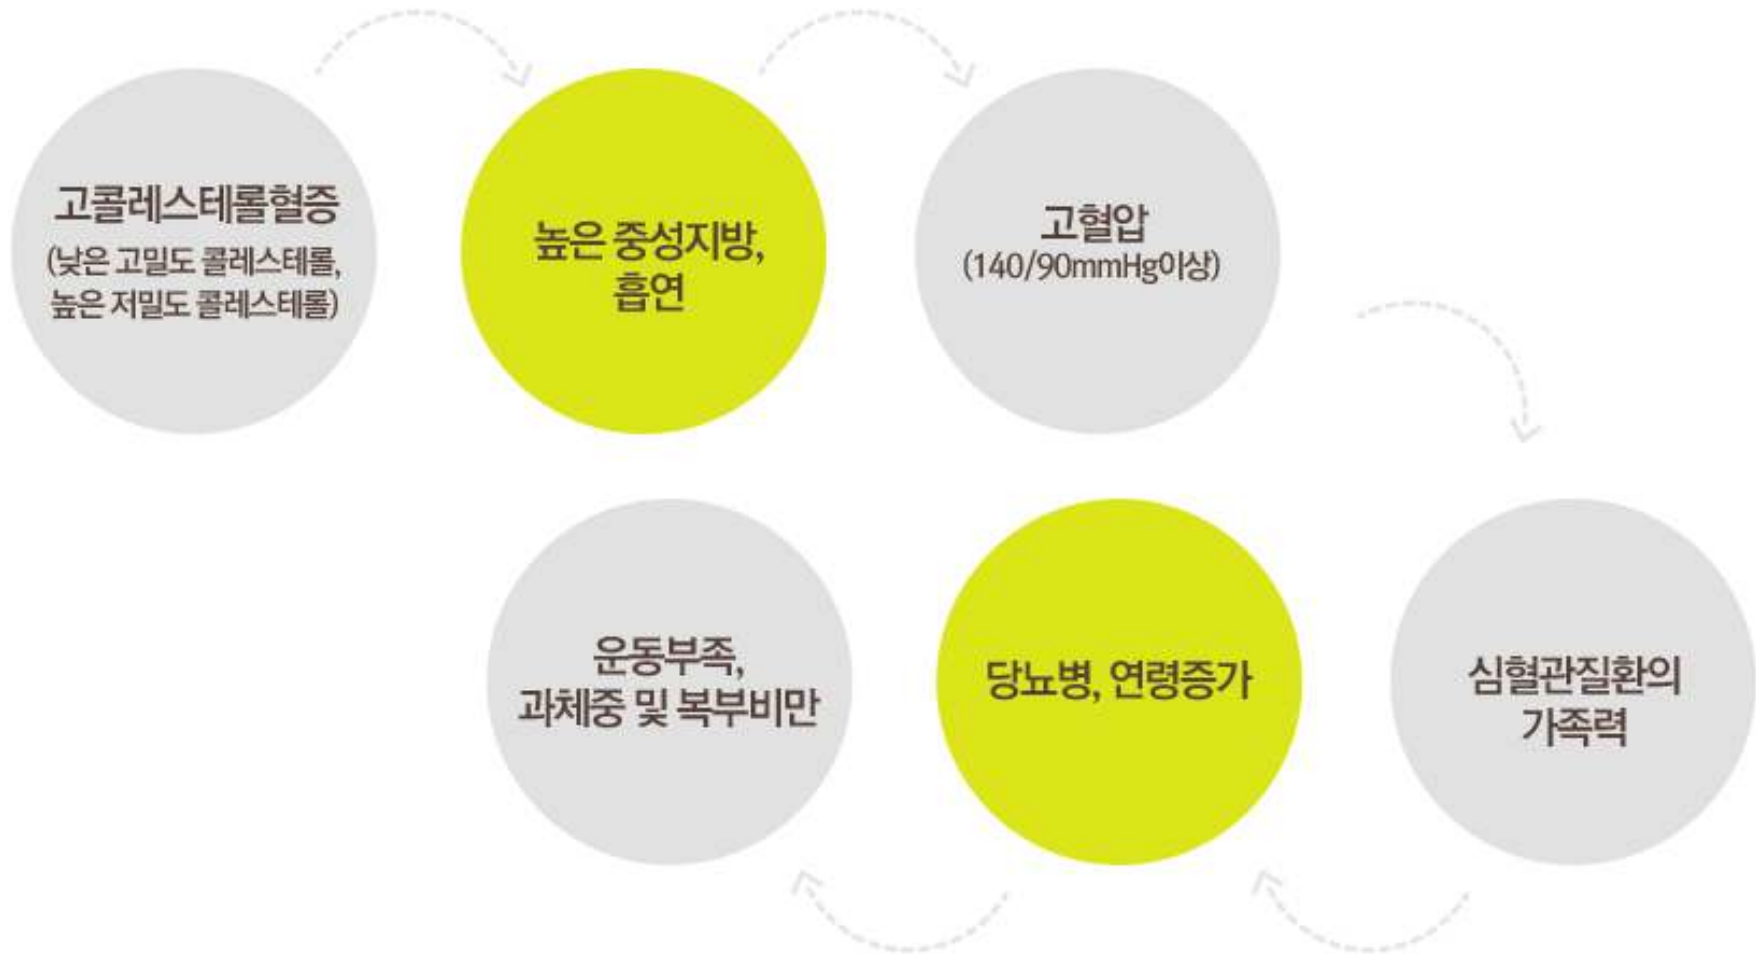 고콜레스테롤혈증
(낮은 고밀도 콜레스테롤,
높은 저밀도 콜레스테롤)
높은 중성지방,
흡연
고혈압
(140/90mmHg이상)
심혈관질환의
가족력
당뇨병, 연령증가
운동부족,
과체중 및 복부비만